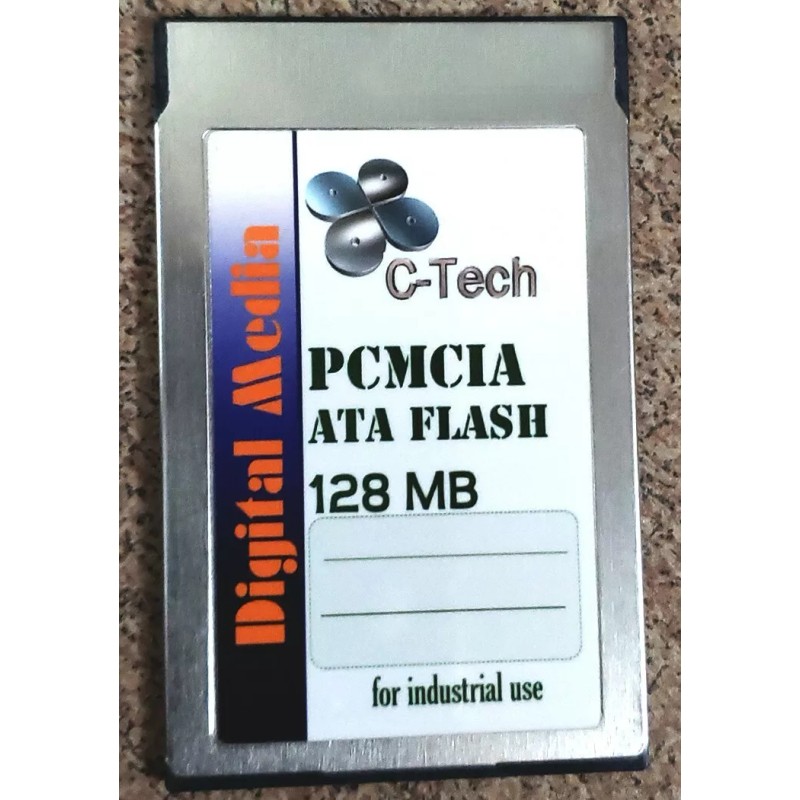 Digital Media
C-Tech
PCMCIA
ATA FLASH
128 MB
for industrial use